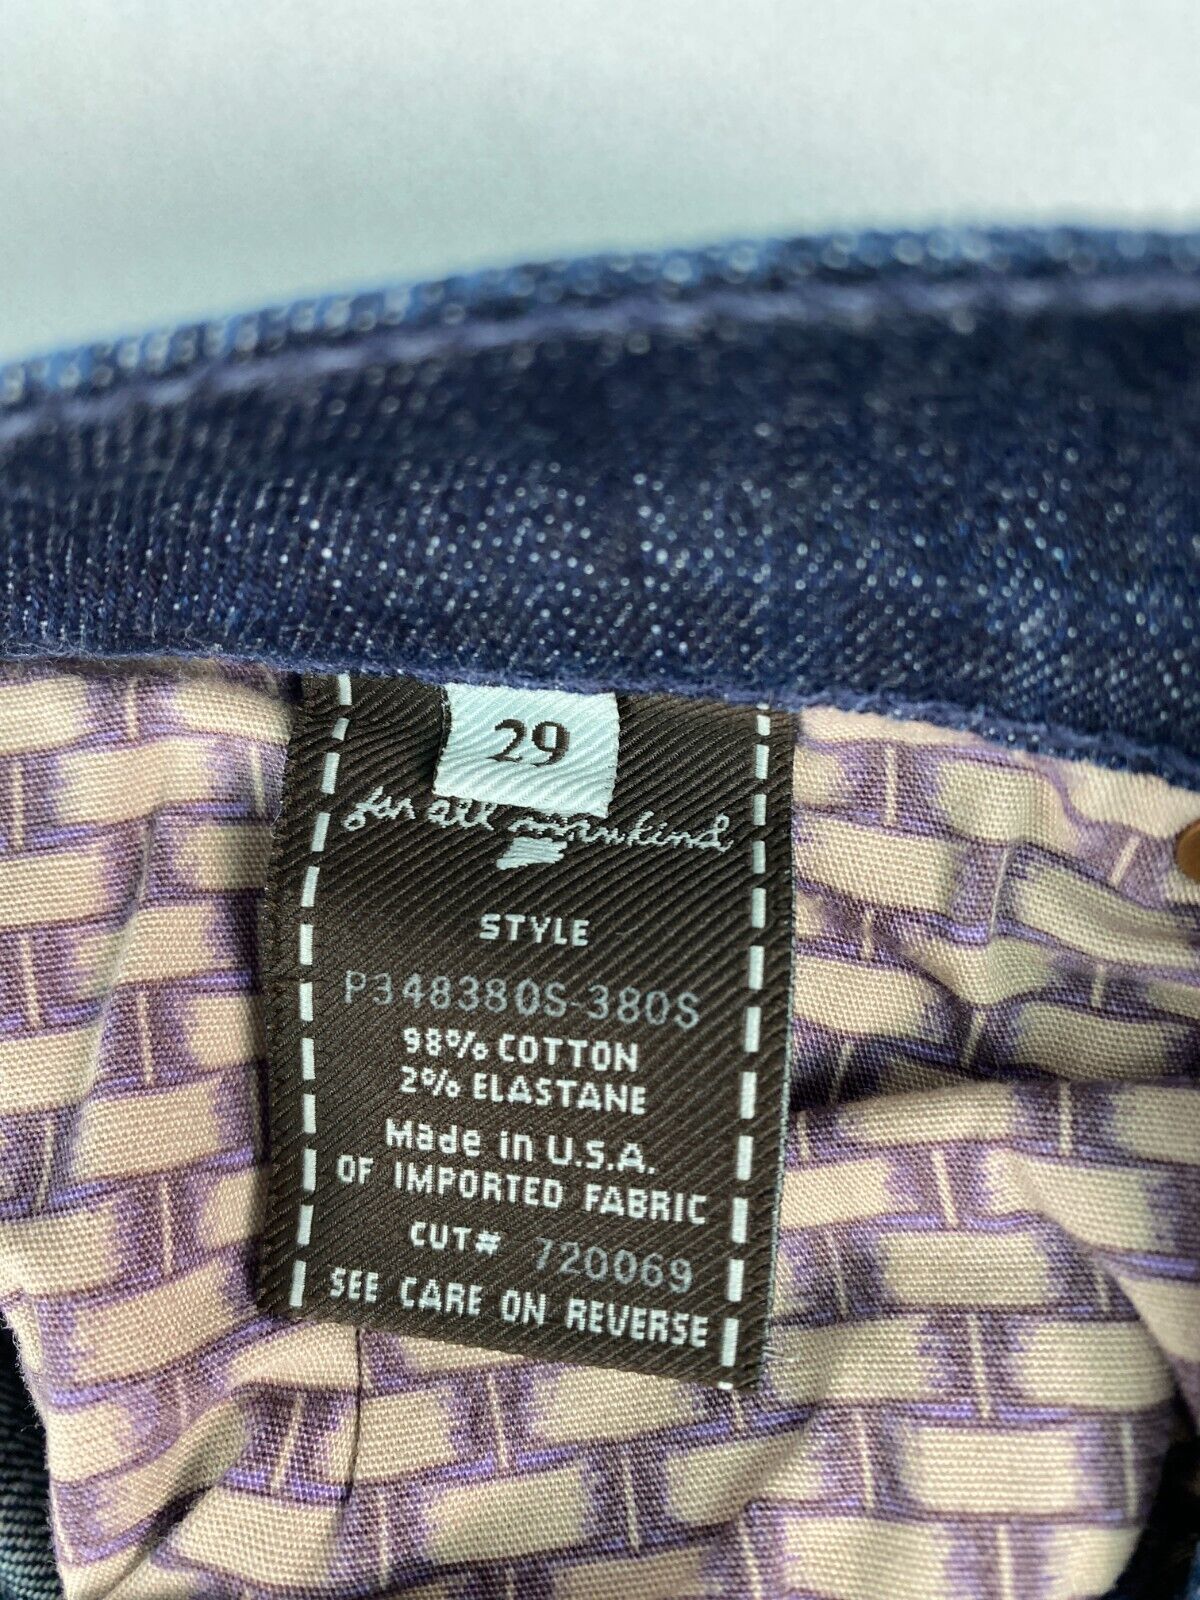 29
for all mankind
STYLE
P348380S-380S
98% COTTON
2% ELASTANE
Made in U.S.A.
OF IMPORTED FABRIC
CUT# 720069
SEE CARE ON REVERSE